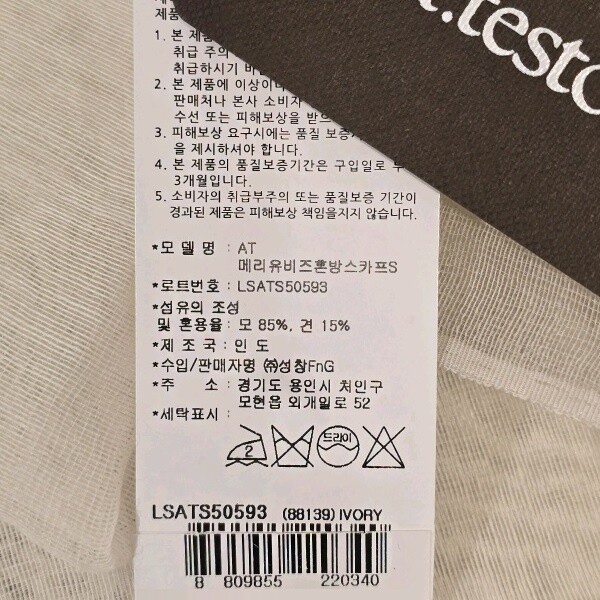 제품
.testo
1. 본 제품
취급 주의
취급하시기 바
2. 본 제품에 이상이
판매처나 본사 소비자
수선 또는 피해보상을 받으
3. 피해보상 요구시에는 품질 보증
을 제시하셔야 합니다.
4. 본 제품의 품질보증기간은 구입일로
3개월입니다.
5. 소비자의 취급부주의 또는 품질보증 기간이
경과된 제품은 피해보상 책임을지지 않습니다.
*모 델 명 : AT
메리유비즈혼방스카프S
*로트번호 : LSATS50593
*섬유의 조성
및 혼용율 : 모 85%, 견 15%
*제 조 국 : 인 도
*수입/판매자명 ㈜성창FnG
*주 소 : 경기도 용인시 처인구
모현읍 외개일로 52
*세탁표시 :
2 드라이
LSATS50593 (88139) IVORY
8 809855 220340